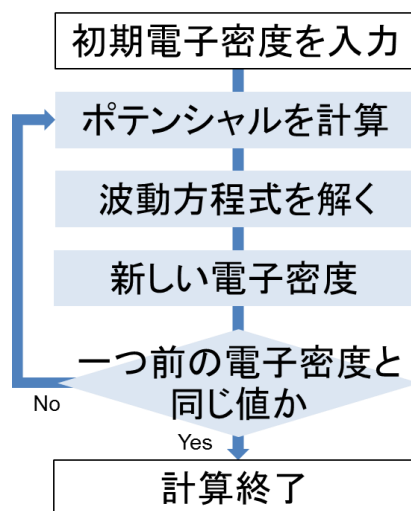 初期電子密度を入力
ポテンシャルを計算
波動方程式を解く
新しい電子密度
一つ前の電子密度と
同じ値か
No
Yes
計算終了